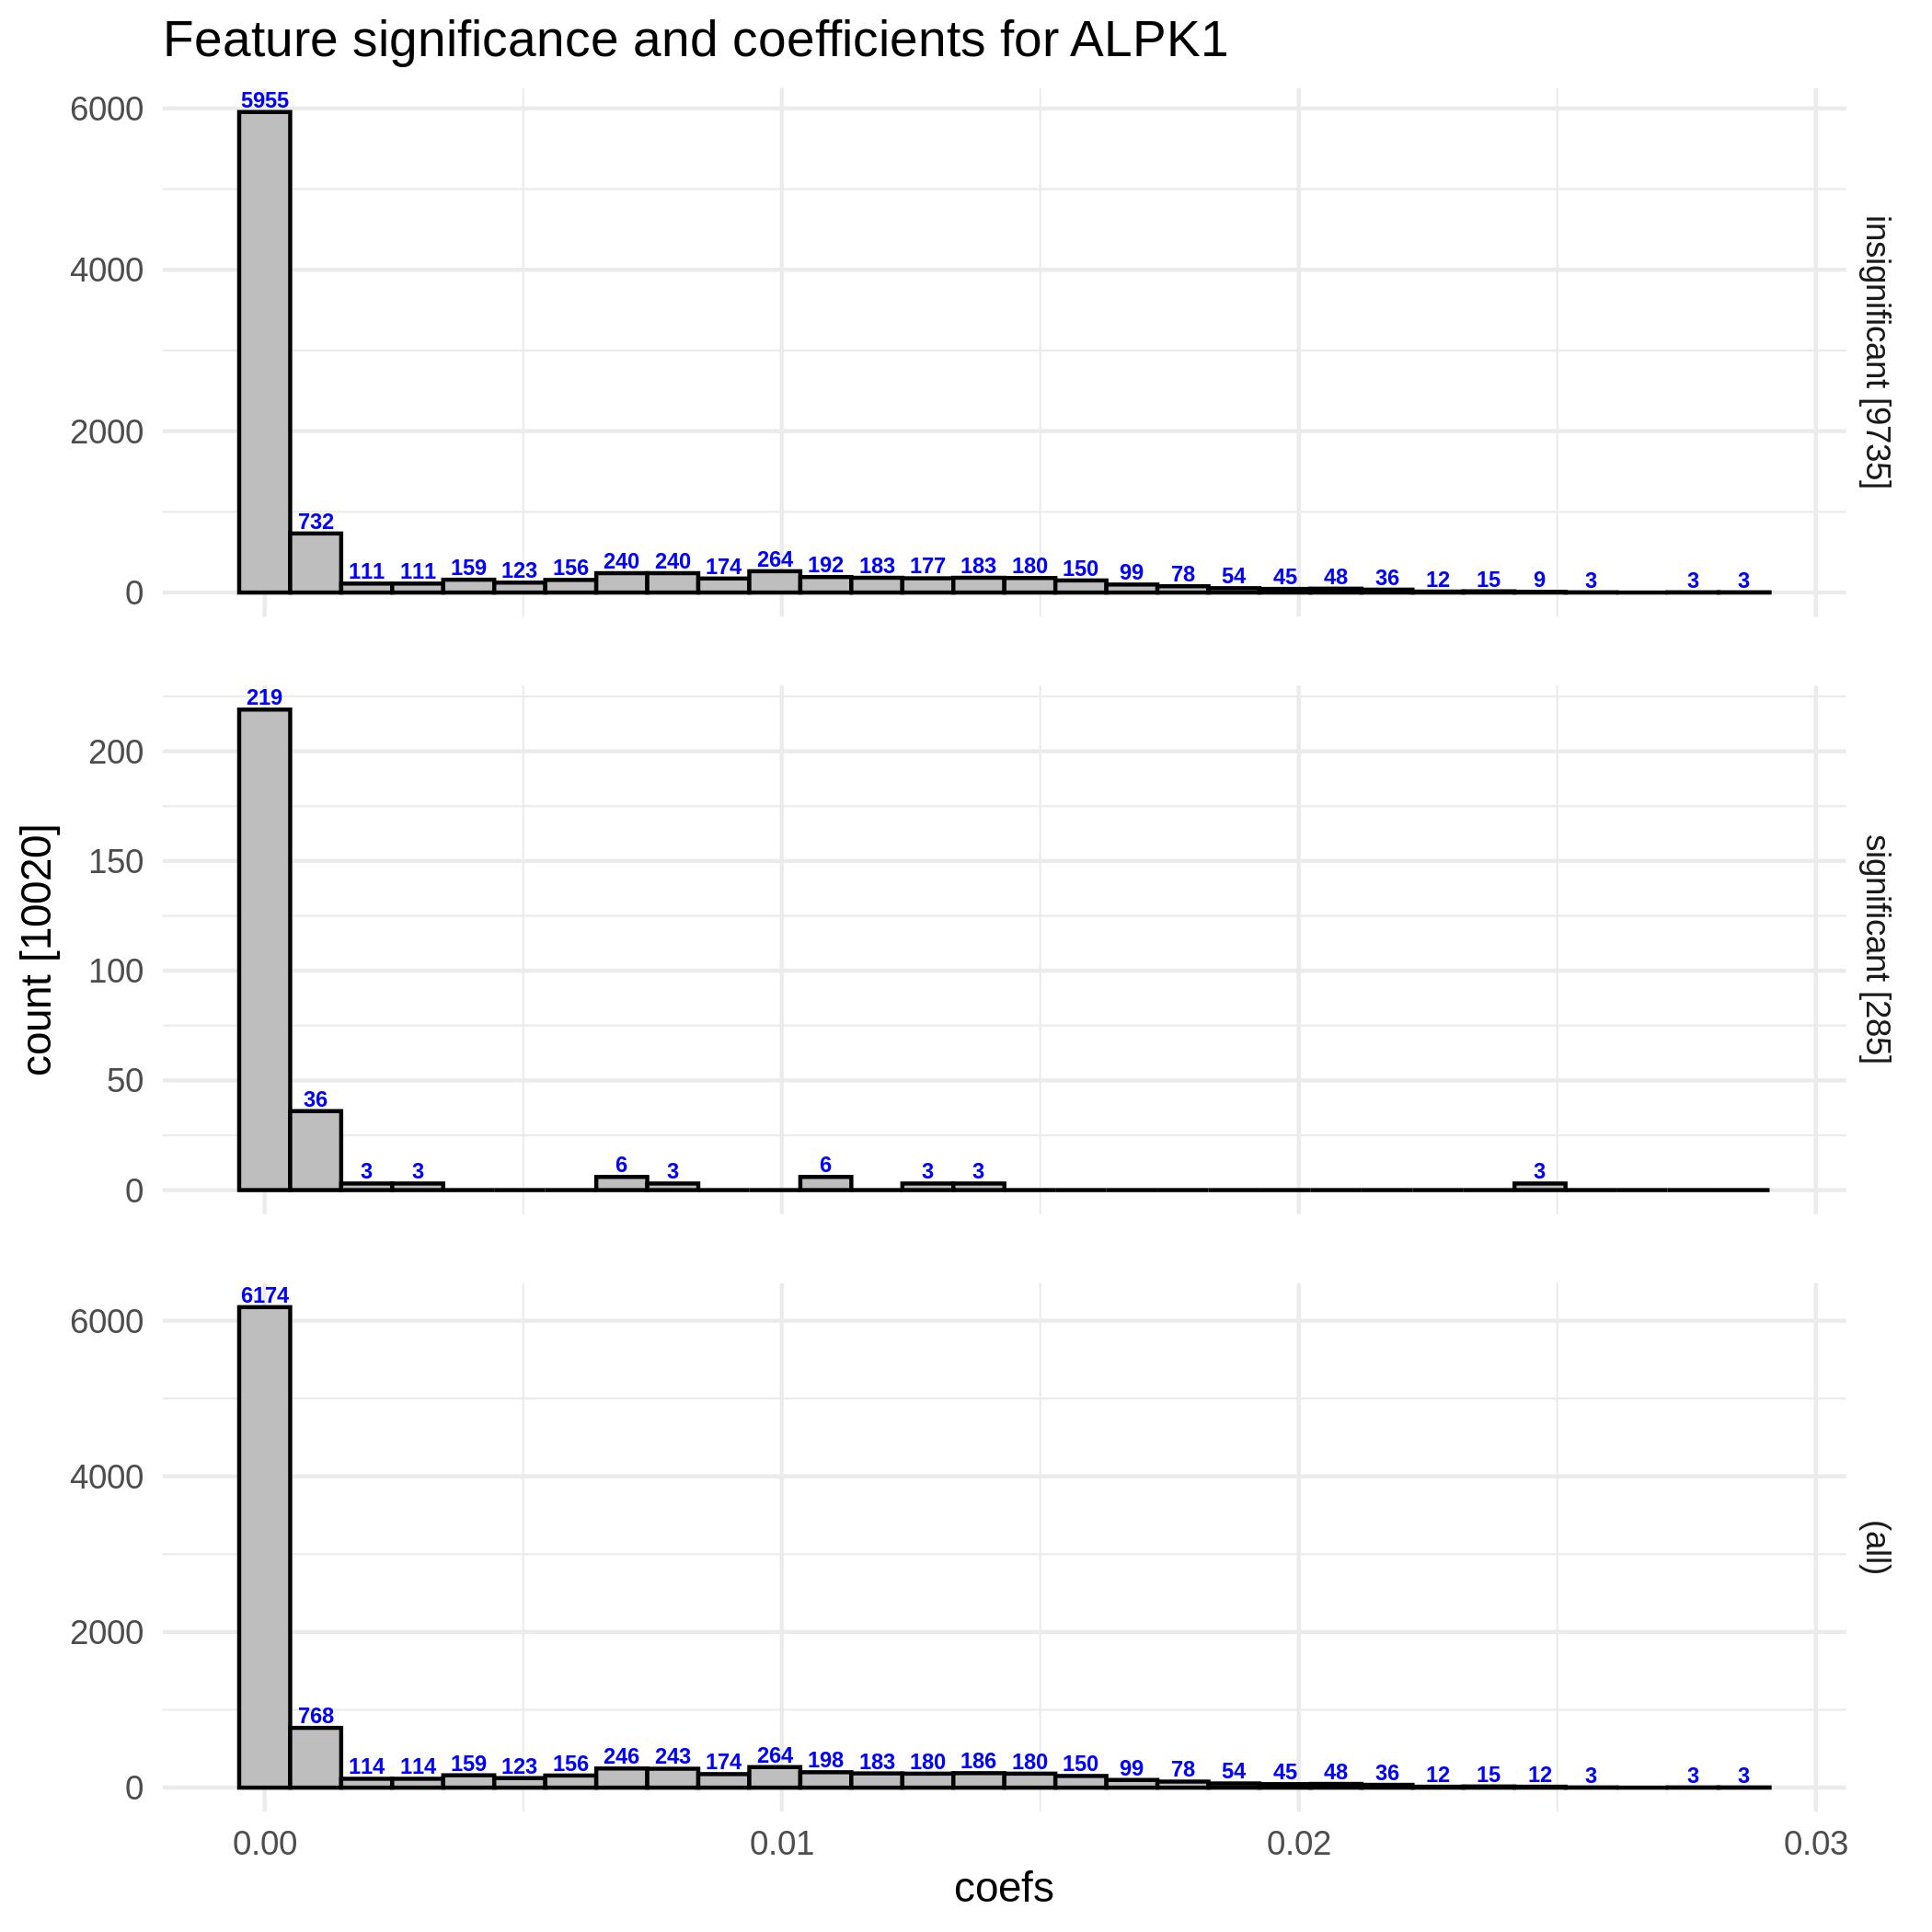 Feature significance and coefficients for ALPK1
count [10020]
6000
4000
2000
0
5955
732
111 111 159 123 156 240 240 174 264 192 183 177 183 180 150 99 78 54 45 48 36 12 15 9 3 3 3
insignificant [9735]
200
150
100
50
0
219
36
3 3 6 3 6 3 3 3
significant [285]
6000
4000
2000
0
6174
768
114 114 159 123 156 246 243 174 264 198 183 180 186 180 150 99 78 54 45 48 36 12 15 12 3 3 3
(all)
0.00 0.01 0.02 0.03
coefs